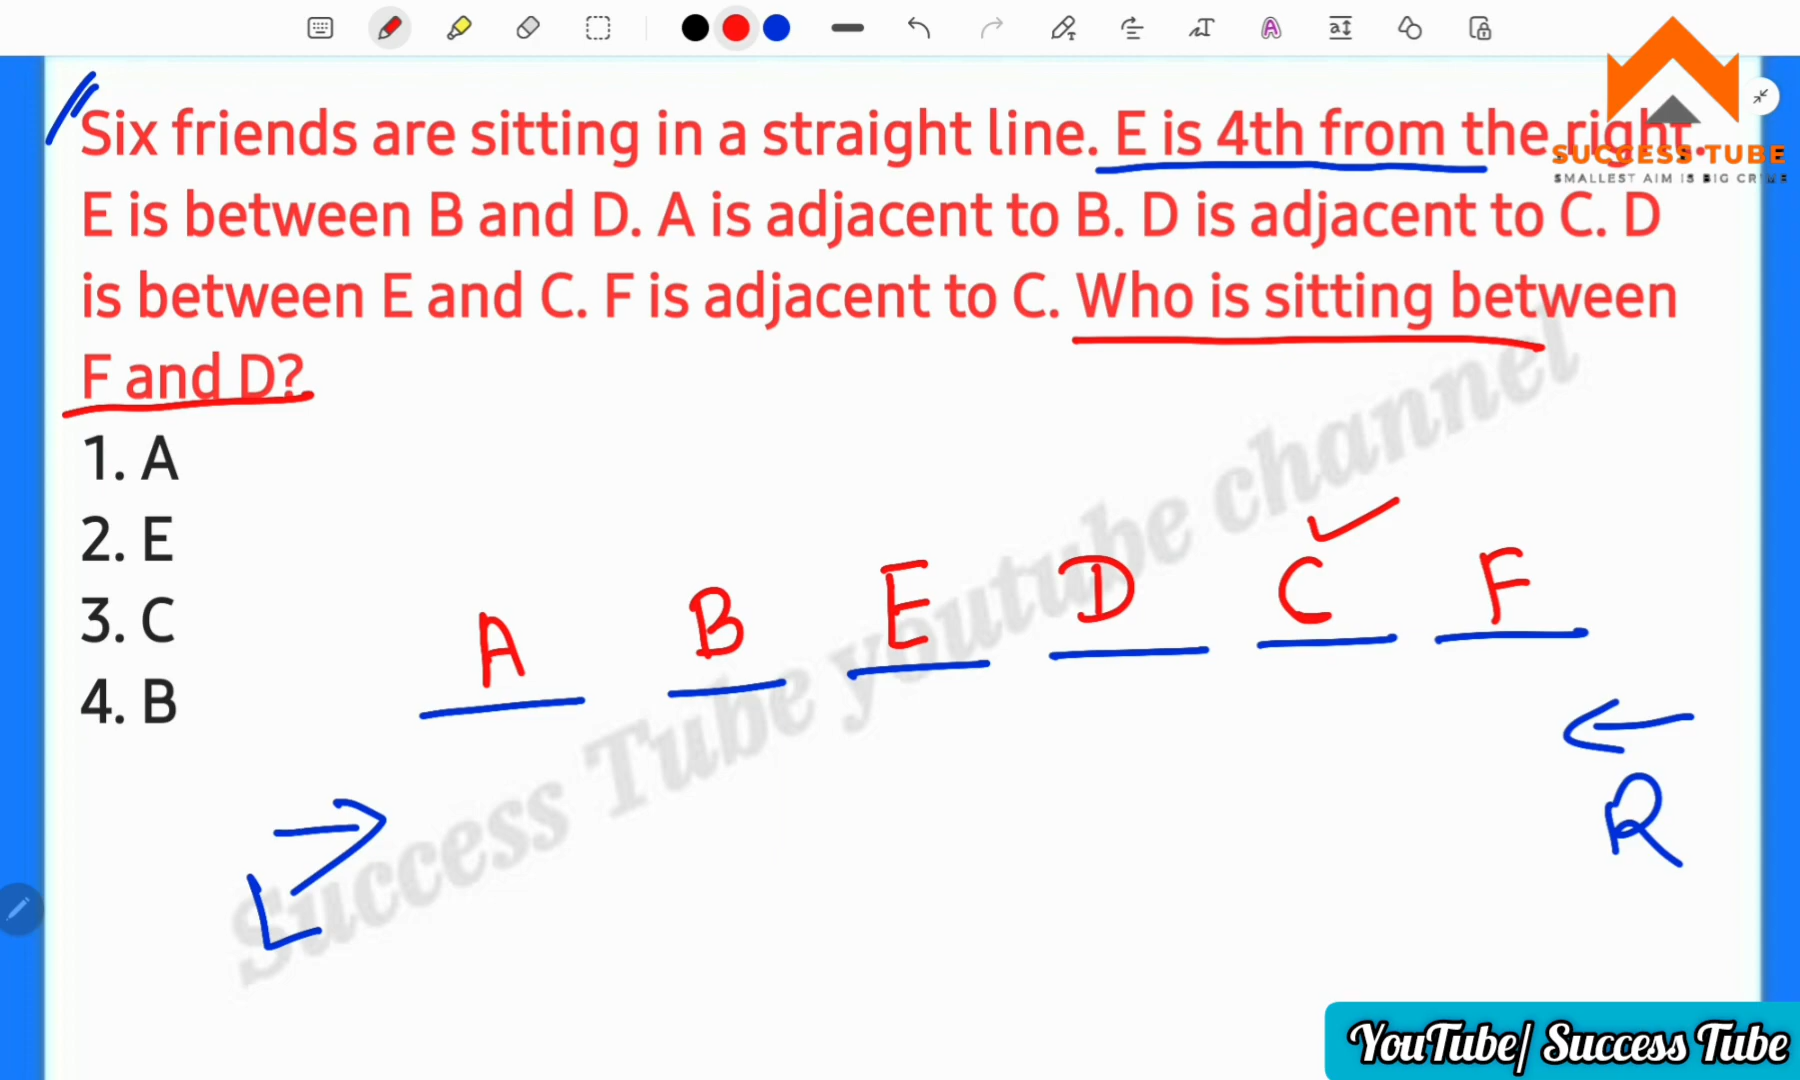 Six friends are sitting in a straight line. E is 4th from the right.
SUCCESS TUBE
SMALLEST AIM IS BIG CRIME
E is between B and D. A is adjacent to B. D is adjacent to C. D
is between E and C. F is adjacent to C. Who is sitting between
F and D?
1. A
2. E
3. C
4. B
A B E D C F
L R
Success Tube youtube channel
YouTube/ Success Tube